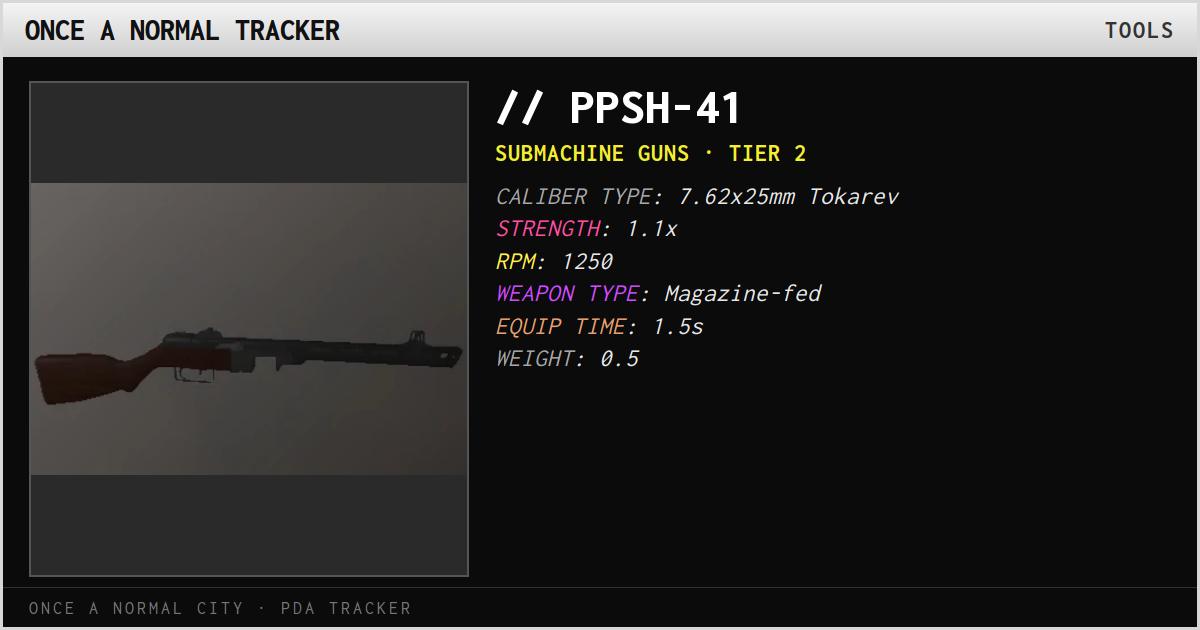 ONCE A NORMAL TRACKER
TOOLS
// PPSH-41
SUBMACHINE GUNS · TIER 2
CALIBER TYPE: 7.62x25mm Tokarev
STRENGTH: 1.1x
RPM: 1250
WEAPON TYPE: Magazine-fed
EQUIP TIME: 1.5s
WEIGHT: 0.5
ONCE A NORMAL CITY · PDA TRACKER